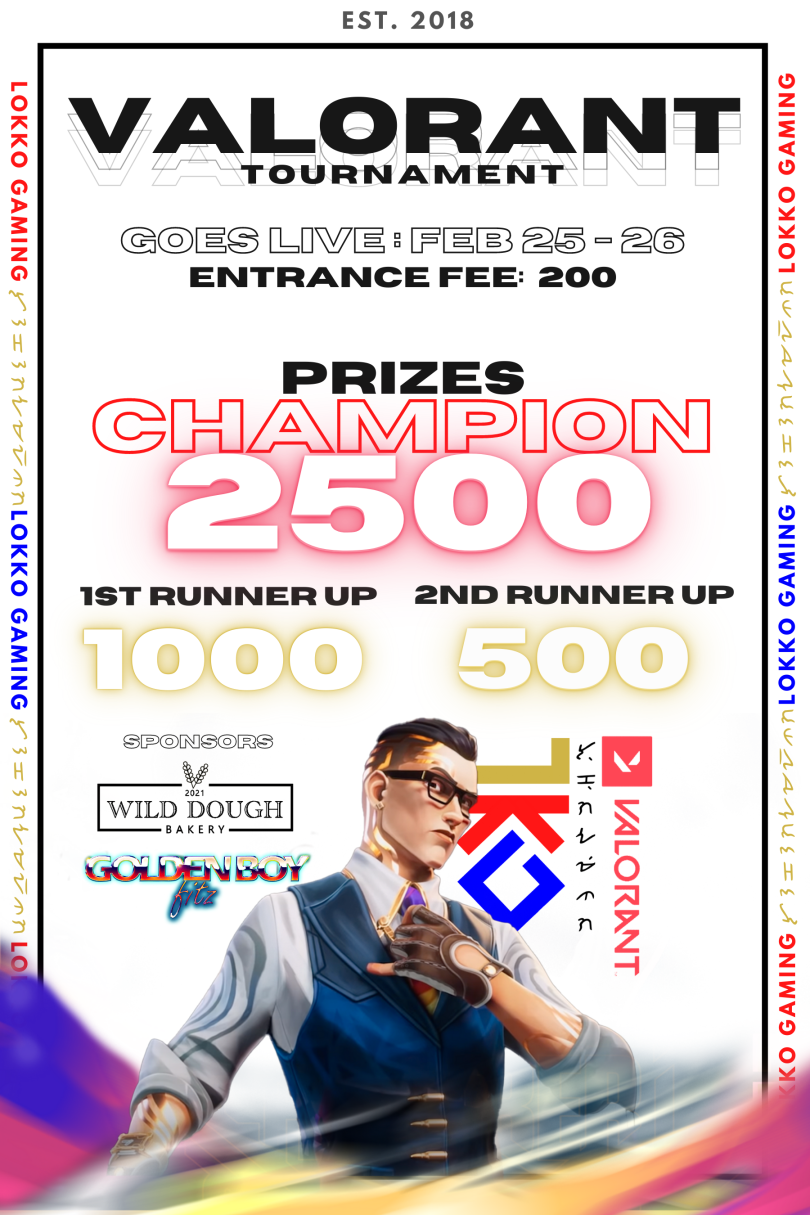 EST. 2018
VALORANT
TOURNAMENT
GOES LIVE : FEB 25 - 26
ENTRANCE FEE: 200
PRIZES
CHAMPION
2500
1ST RUNNER UP
1000
2ND RUNNER UP
500
SPONSORS
2021
WILD DOUGH
BAKERY
GOLDEN BOY
fitz
LKO
VALORANT
LOKKO GAMING
LOKKO GAMING
LOKKO GAMING
LOKKO GAMING